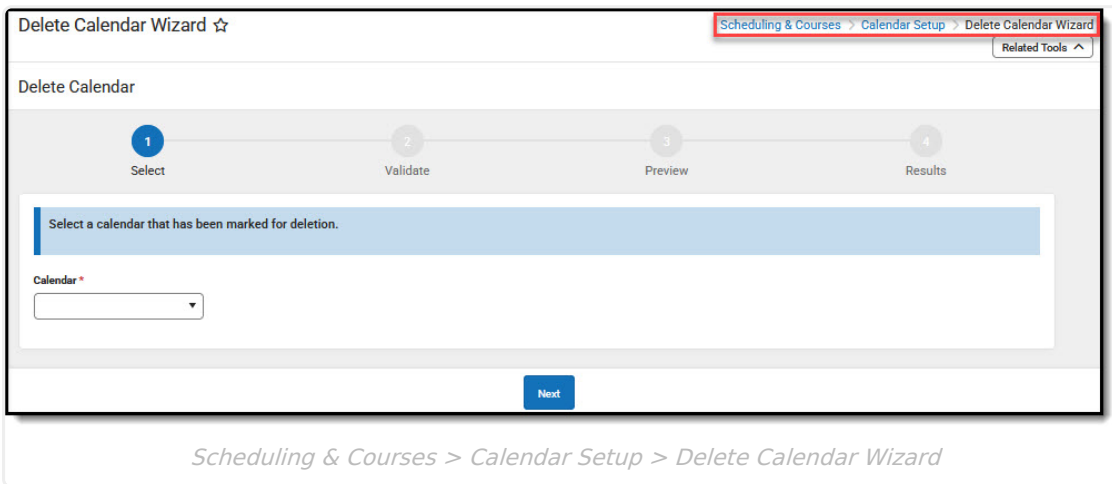 Delete Calendar Wizard ☆
Scheduling & Courses > Calendar Setup > Delete Calendar Wizard
Related Tools ^
Delete Calendar
1
2
3
4
Select
Validate
Preview
Results
Select a calendar that has been marked for deletion.
Calendar *
Next
Scheduling & Courses > Calendar Setup > Delete Calendar Wizard